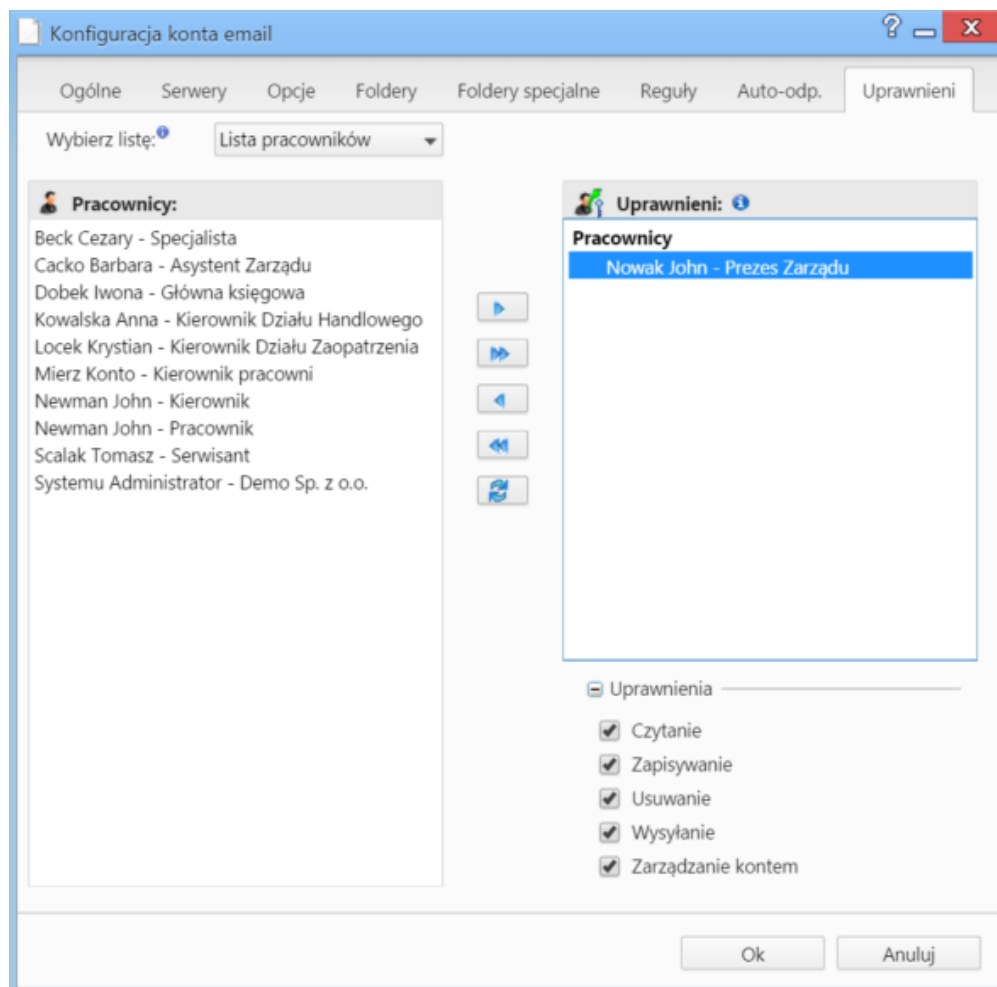 Konfiguracja konta email
Ogólne Serwery Opcje Foldery Foldery specjalne Reguły Auto-odp. Uprawnieni
Wybierz listę: Lista pracowników
Pracownicy:
Beck Cezary - Specjalista
Cacko Barbara - Asystent Zarządu
Dobek Iwona - Główna księgowa
Kowalska Anna - Kierownik Działu Handlowego
Locek Krystian - Kierownik Działu Zaopatrzenia
Mierz Konto - Kierownik pracowni
Newman John - Kierownik
Newman John - Pracownik
Scalak Tomasz - Serwisant
Systemu Administrator - Demo Sp. z o.o.
Uprawnieni:
Pracownicy
Nowak John - Prezes Zarządu
Uprawnienia
Czytanie
Zapisywanie
Usuwanie
Wysyłanie
Zarządzanie kontem
Ok Anuluj